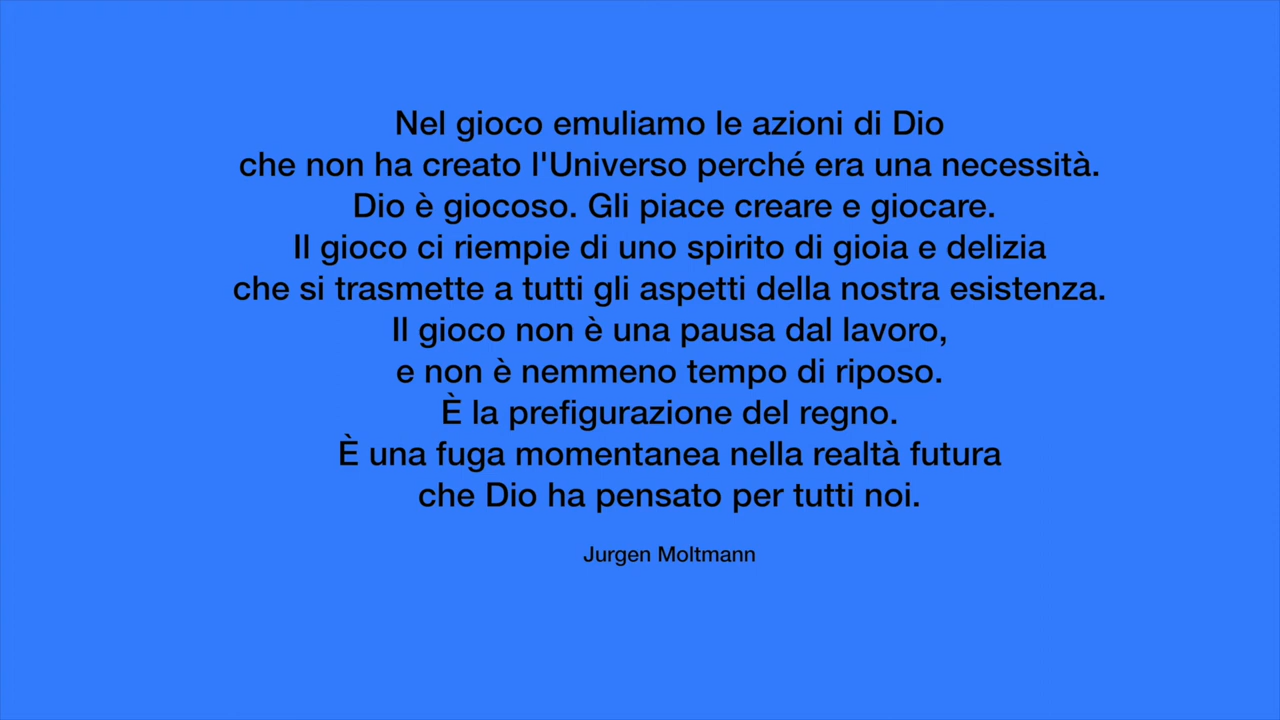 Nel gioco emuliamo le azioni di Dio
che non ha creato l'Universo perché era una necessità.
Dio è giocoso. Gli piace creare e giocare.
Il gioco ci riempie di uno spirito di gioia e delizia
che si trasmette a tutti gli aspetti della nostra esistenza.
Il gioco non è una pausa dal lavoro,
e non è nemmeno tempo di riposo.
È la prefigurazione del regno.
È una fuga momentanea nella realtà futura
che Dio ha pensato per tutti noi.
Jurgen Moltmann